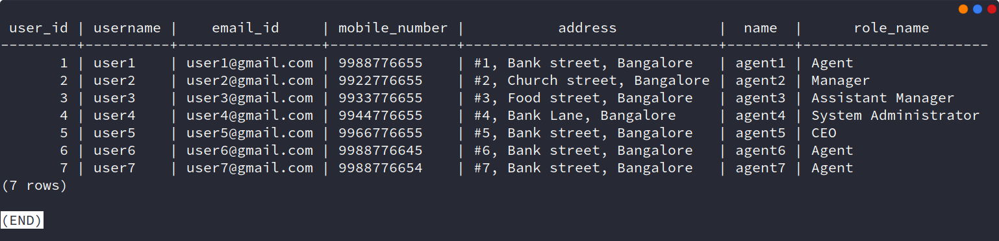 user_id | username |    email_id     | mobile_number |           address            |  name  |      role_name
---------+----------+-----------------+---------------+------------------------------+--------+----------------------
       1 | user1    | user1@gmail.com | 9988776655    | #1, Bank street, Bangalore   | agent1 | Agent
       2 | user2    | user2@gmail.com | 9922776655    | #2, Church street, Bangalore | agent2 | Manager
       3 | user3    | user3@gmail.com | 9933776655    | #3, Food street, Bangalore   | agent3 | Assistant Manager
       4 | user4    | user4@gmail.com | 9944776655    | #4, Bank Lane, Bangalore     | agent4 | System Administrator
       5 | user5    | user5@gmail.com | 9966776655    | #5, Bank street, Bangalore   | agent5 | CEO
       6 | user6    | user6@gmail.com | 9988776645    | #6, Bank street, Bangalore   | agent6 | Agent
       7 | user7    | user7@gmail.com | 9988776654    | #7, Bank street, Bangalore   | agent7 | Agent
(7 rows)
(END)